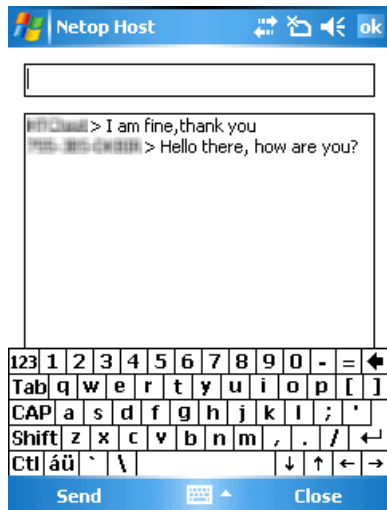 Netop Host ok
> I am fine,thank you
> Hello there, how are you?
123 1 2 3 4 5 6 7 8 9 0 - =
Tab q w e r t y u i o p [ ]
CAP a s d f g h j k l ; '
Shift z x c v b n m , . /
Ctl áü ` \
Send Close